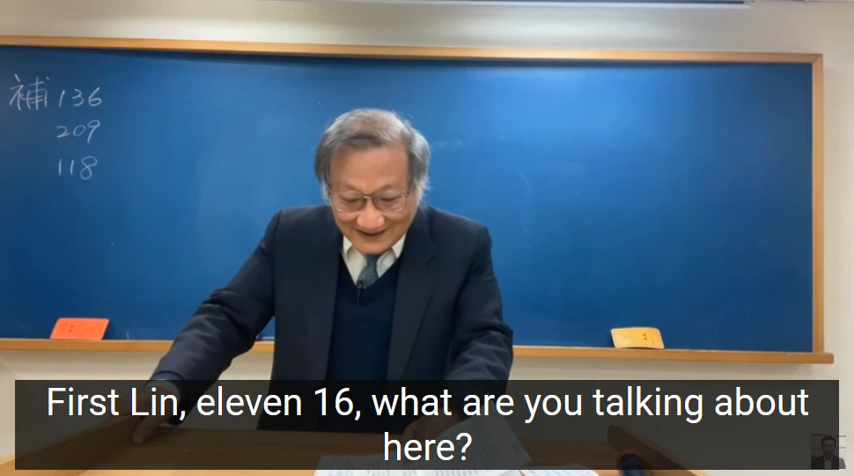 補136
209
118
First Lin, eleven 16, what are you talking about
here?